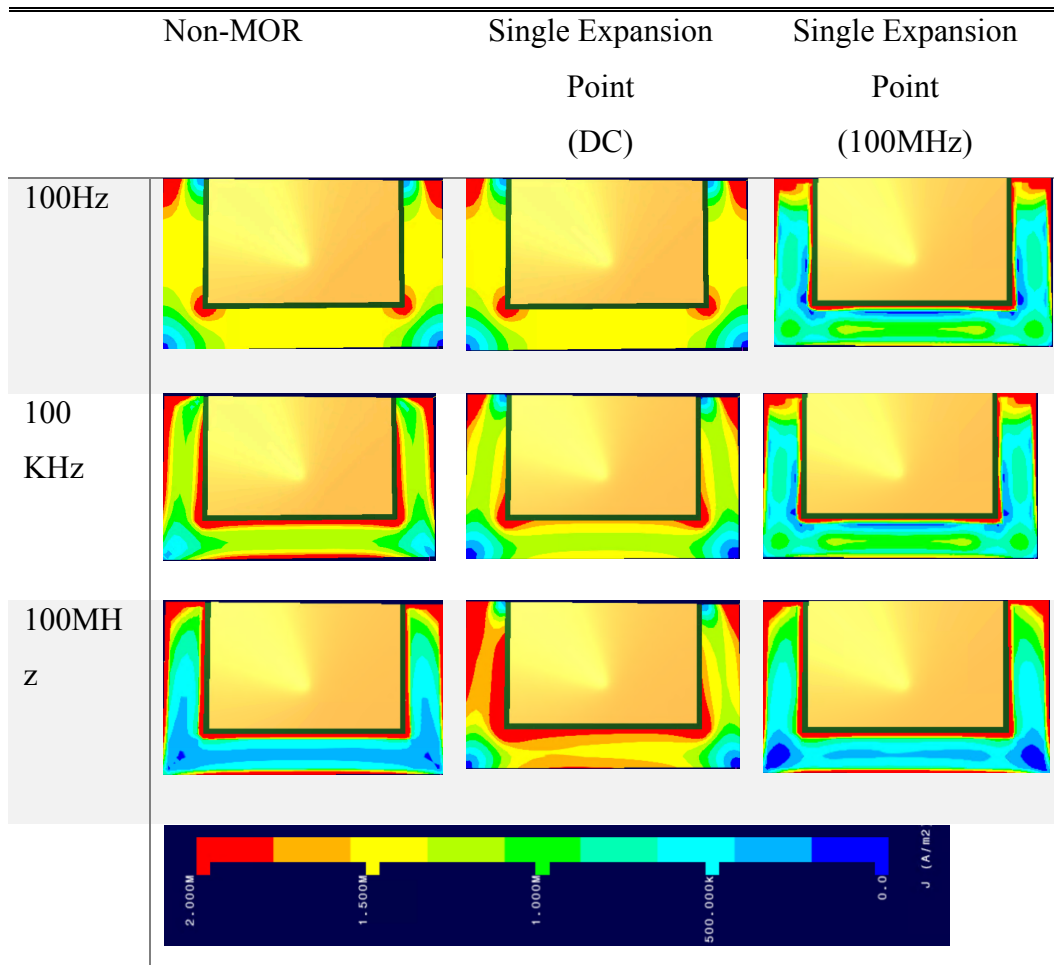 Non-MOR
Single Expansion
Point
(DC)
Single Expansion
Point
(100MHz)
100Hz
100
KHz
100MH
z
2.000M
1.500M
1.000M
500.000k
0.0
J (A/m2)